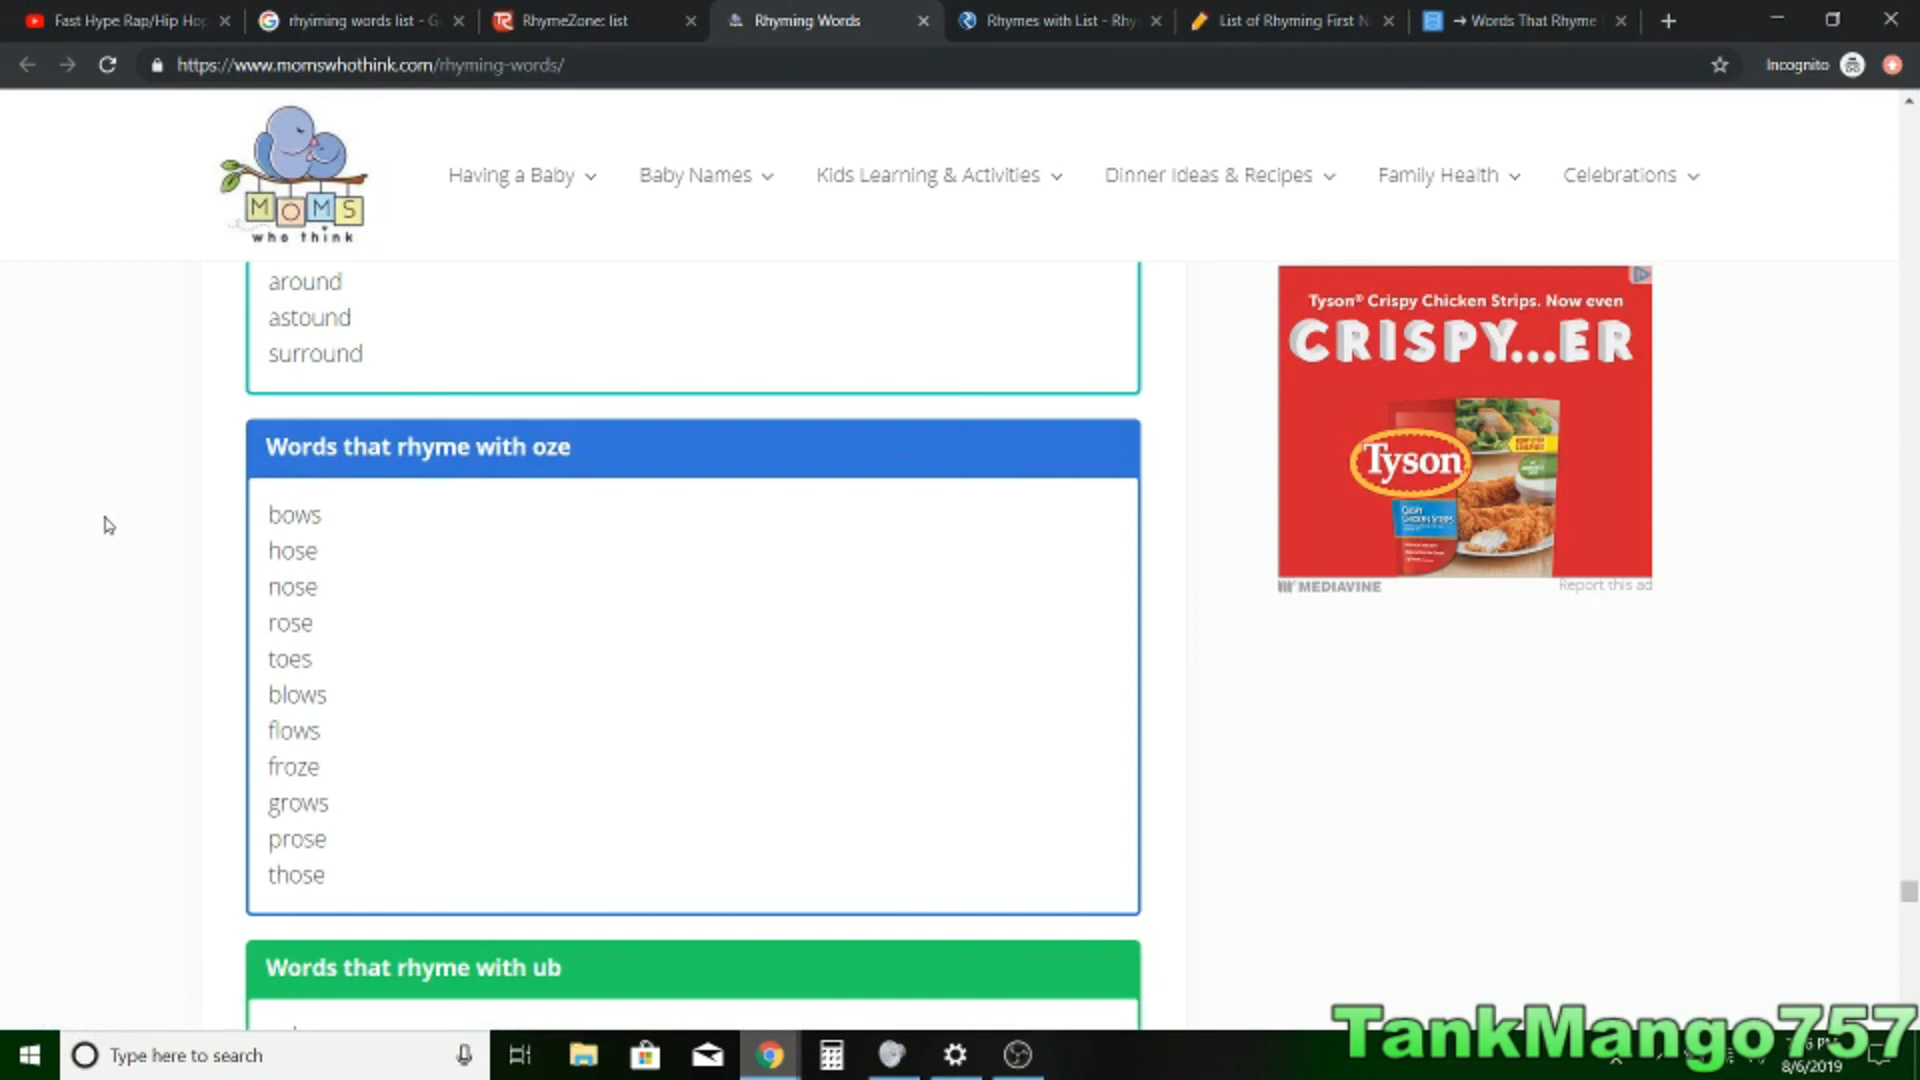 Fast Hype Rap/Hip Hop
rhyiming words list - G
RhymeZone: list
Rhyming Words
Rhymes with List - Rhy
List of Rhyming First N
→ Words That Rhyme
https://www.momswhothink.com/rhyming-words/
Incognito
MOMS
who think
Having a Baby
Baby Names
Kids Learning & Activities
Dinner Ideas & Recipes
Family Health
Celebrations
around
astound
surround
Words that rhyme with oze
bows
hose
nose
rose
toes
blows
flows
froze
grows
prose
those
Words that rhyme with ub
Tyson® Crispy Chicken Strips. Now even
CRISPY...ER
Tyson
MEDIAVINE
Report this ad
TankMango757
Type here to search
8/6/2019